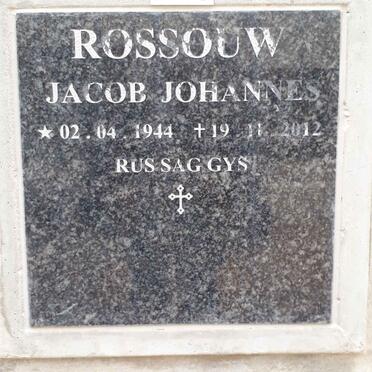 ROSSOUW
JACOB JOHANNES
★ 02.04 1944 ✝ 19 11 2012
RUS SAG GYS